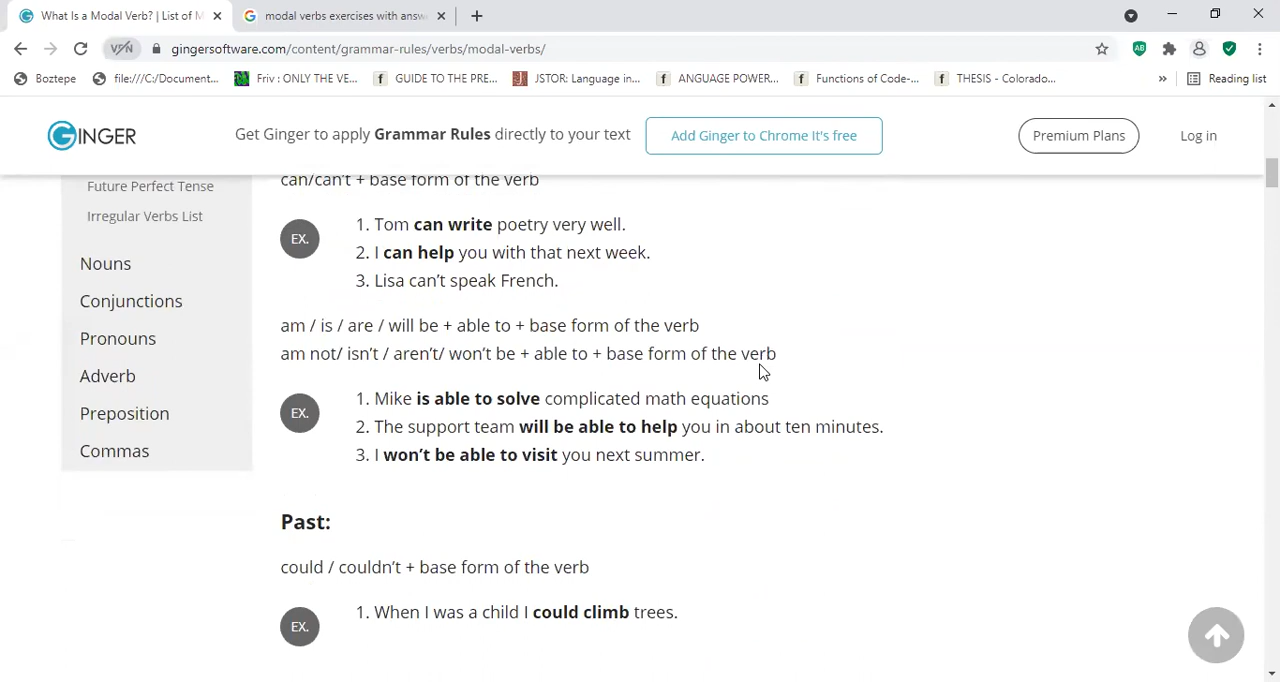 What Is a Modal Verb? | List of M
modal verbs exercises with answ
gingersoftware.com/content/grammar-rules/verbs/modal-verbs/
Boztepe
file:///C:/Document...
Friv : ONLY THE VE...
GUIDE TO THE PRE...
JSTOR: Language in...
ANGUAGE POWER...
Functions of Code-...
THESIS - Colorado...
»
Reading list
GINGER
Get Ginger to apply Grammar Rules directly to your text
Add Ginger to Chrome It's free
Premium Plans
Log in
Future Perfect Tense
Irregular Verbs List
Nouns
Conjunctions
Pronouns
Adverb
Preposition
Commas
can/can't + base form of the verb
EX.
1. Tom can write poetry very well.
2. I can help you with that next week.
3. Lisa can't speak French.
am / is / are / will be + able to + base form of the verb
am not/ isn't / aren't/ won't be + able to + base form of the verb
EX.
1. Mike is able to solve complicated math equations
2. The support team will be able to help you in about ten minutes.
3. I won't be able to visit you next summer.
Past:
could / couldn't + base form of the verb
EX.
1. When I was a child I could climb trees.